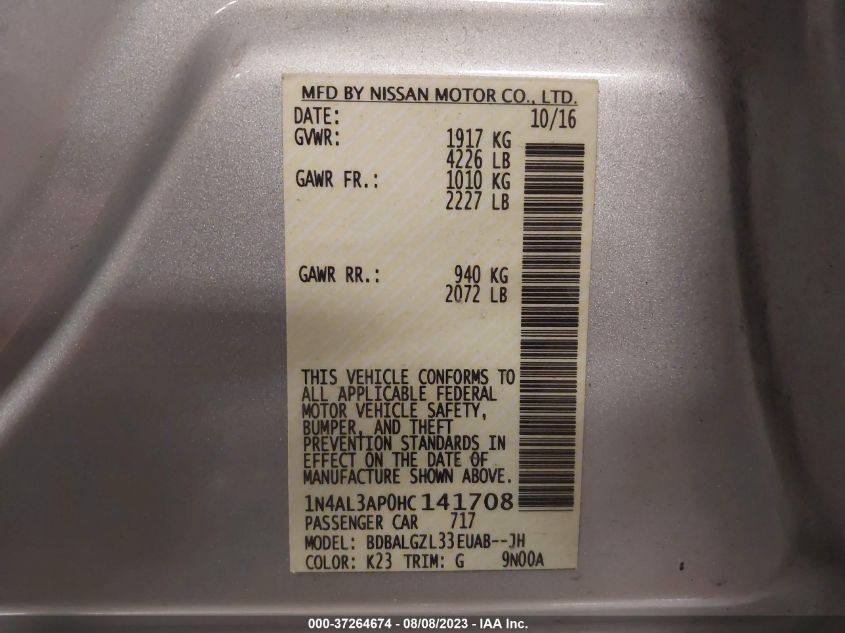 MFD BY NISSAN MOTOR CO., LTD.
DATE: 10/16
GVWR: 1917 KG
4226 LB
GAWR FR.: 1010 KG
2227 LB
GAWR RR.: 940 KG
2072 LB
THIS VEHICLE CONFORMS TO
ALL APPLICABLE FEDERAL
MOTOR VEHICLE SAFETY,
BUMPER, AND THEFT
PREVENTION STANDARDS IN
EFFECT ON THE DATE OF
MANUFACTURE SHOWN ABOVE.
1N4AL3AP0HC141708
PASSENGER CAR 717
MODEL: BDBALGZL33EUAB--JH
COLOR: K23 TRIM: G 9N00A
000-37264674 - 08/08/2023 - IAA Inc.